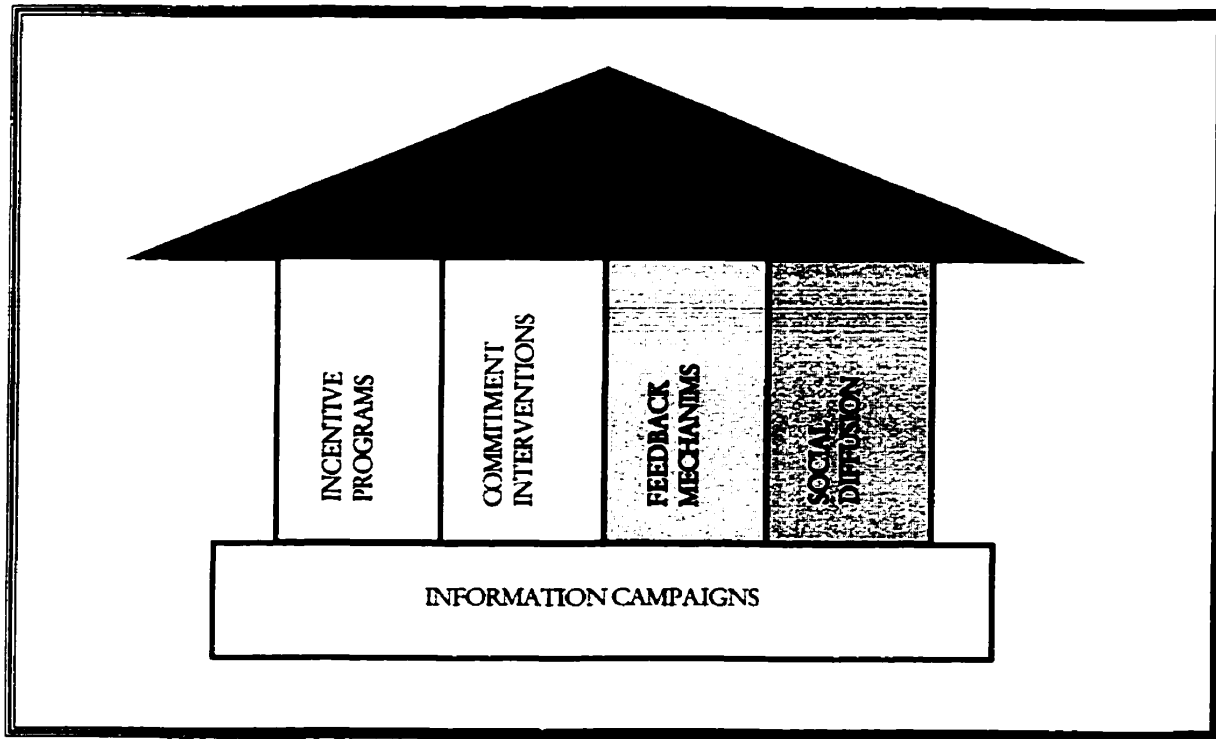 INCENTIVE
PROGRAMS
COMMITMENT
INTERVENTIONS
FEEDBACK
MECHANIMS
SOCIAL
DIFFUSION
INFORMATION CAMPAIGNS